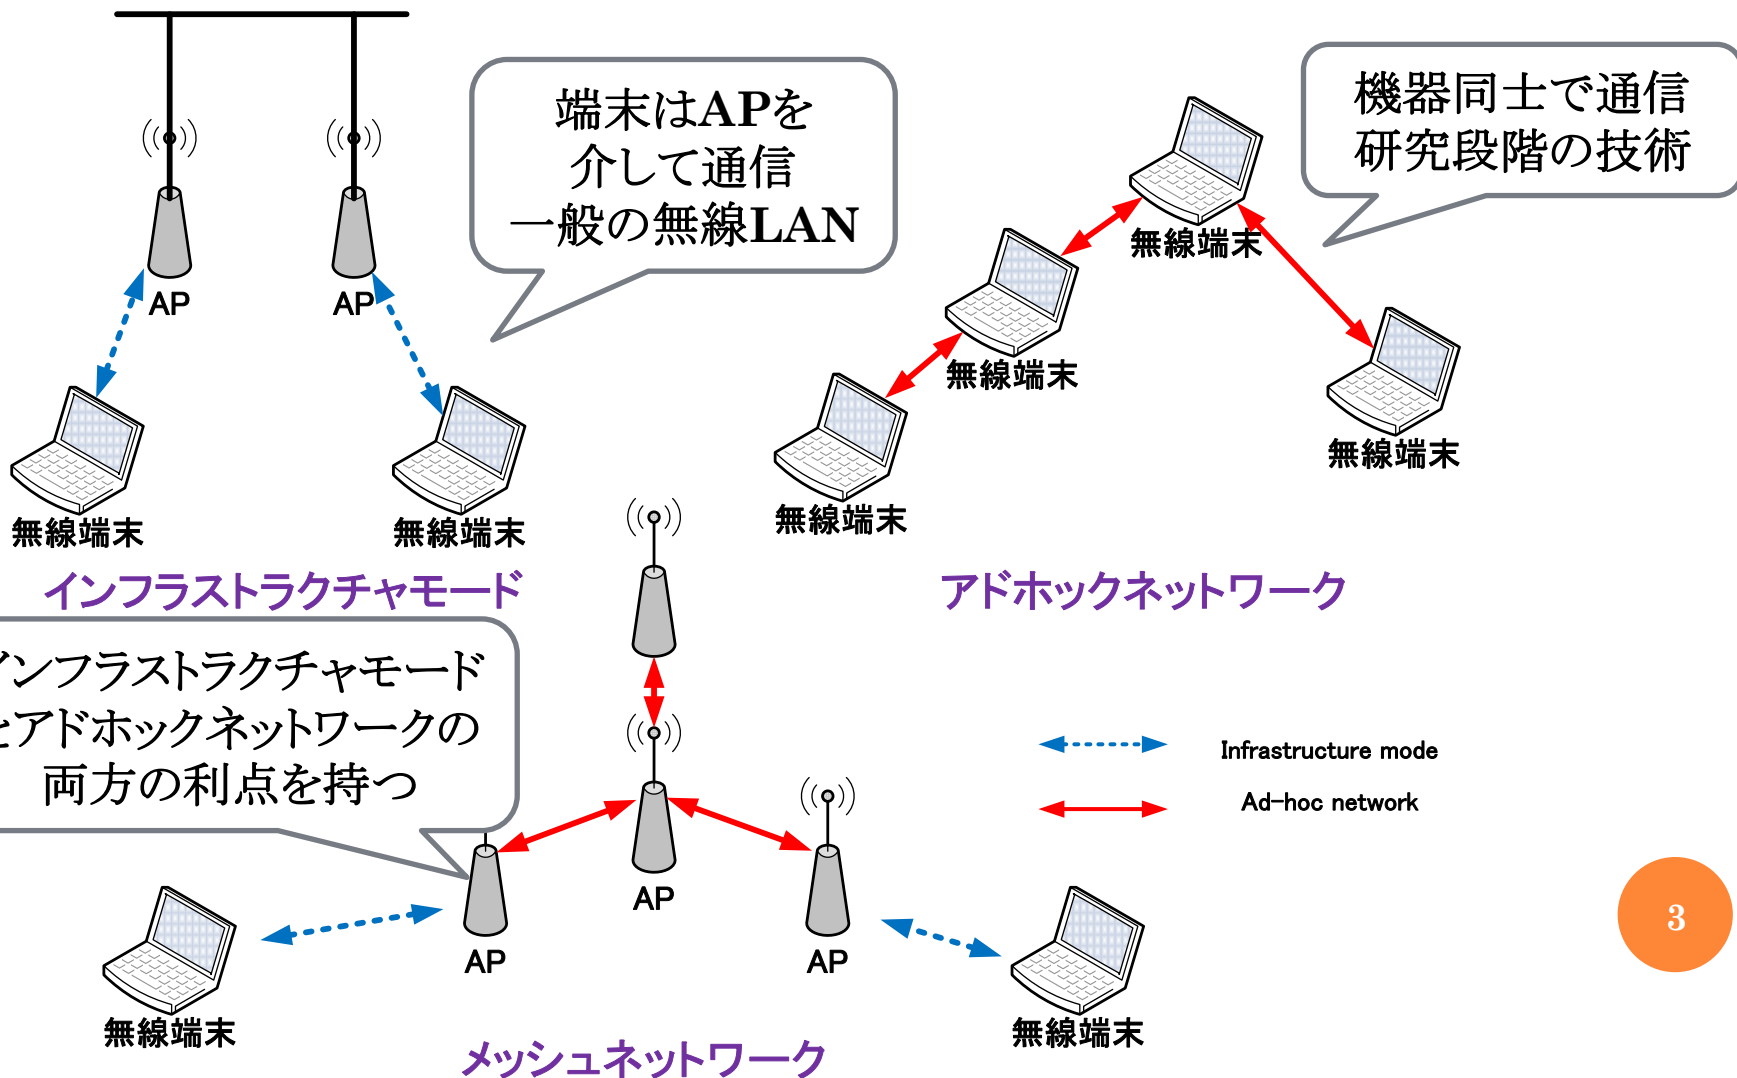 端末はAPを
介して通信
一般の無線LAN
AP
AP
無線端末
無線端末
インフラストラクチャモード
機器同士で通信
研究段階の技術
無線端末
無線端末
無線端末
無線端末
アドホックネットワーク
インフラストラクチャモード
とアドホックネットワークの
両方の利点を持つ
AP
AP
AP
無線端末
無線端末
メッシュネットワーク
Infrastructure mode
Ad-hoc network
3